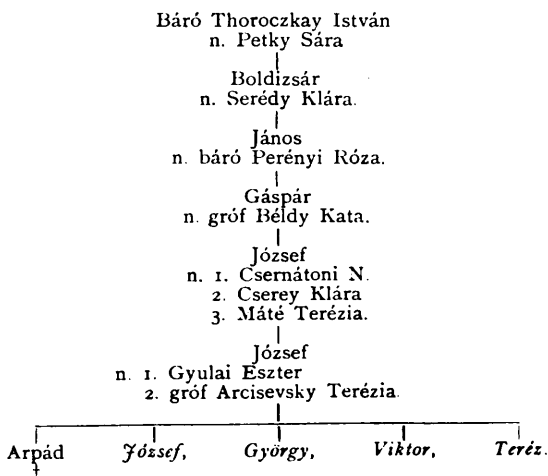 Báró Thoroczkay István
n. Petky Sára
Boldizsár
n. Serédy Klára.
János
n. báró Perényi Róza.
Gáspár
n. gróf Béldy Kata.
József
n. 1. Csernátoni N.
2. Cserey Klára
3. Máté Terézia.
József
n. 1. Gyulai Eszter
2. gróf Arcisevsky Terézia
Arpád József, György, Viktor, Teréz.
†